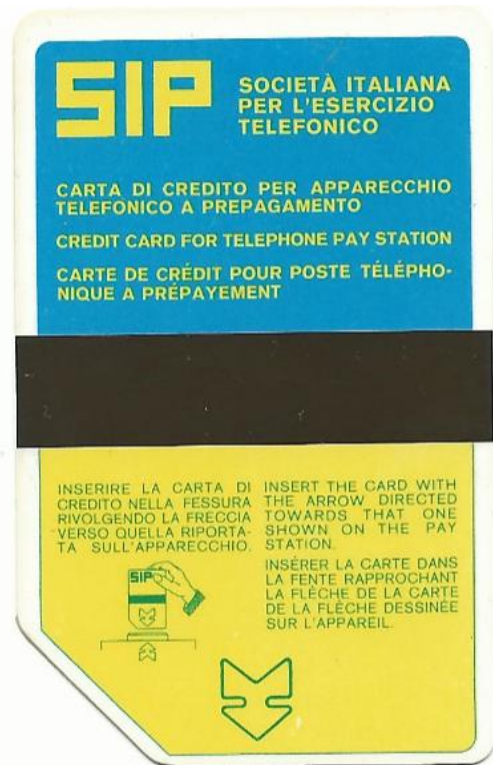 SIP
SOCIETÀ ITALIANA
PER L'ESERCIZIO
TELEFONICO
CARTA DI CREDITO PER APPARECCHIO
TELEFONICO A PREPAGAMENTO
CREDIT CARD FOR TELEPHONE PAY STATION
CARTE DE CRÉDIT POUR POSTE TÉLÉPHO-
NIQUE A PRÉPAYEMENT
INSERIRE LA CARTA DI
CREDITO NELLA FESSURA
RIVOLGENDO LA FRECCIA
VERSO QUELLA RIPORTA-
TA SULL'APPARECCHIO.
SIP
INSERT THE CARD WITH
THE ARROW DIRECTED
TOWARDS THAT ONE
SHOWN ON THE PAY
STATION.
INSÉRER LA CARTE DANS
LA FENTE RAPPROCHANT
LA FLÈCHE DE LA CARTE
DE LA FLÈCHE DESSINÉE
SUR L'APPAREIL.